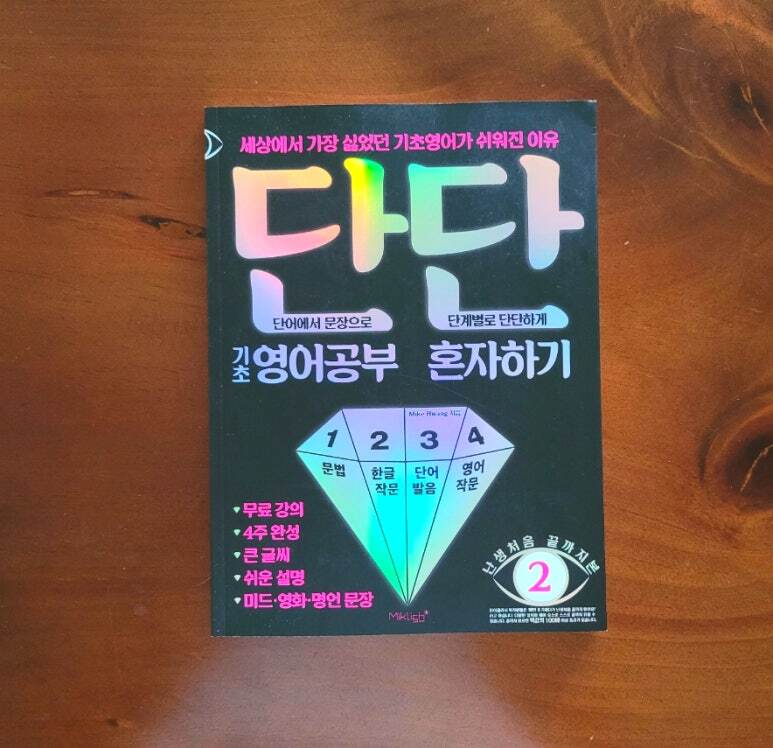 세상에서 가장 싫었던 기초영어가 쉬워진 이유
단단
단어에서 문장으로 단계별로 단단하게
기초 영어공부 혼자하기
Mike Hwang 지음
1 2 3 4
문법
한글 작문
단어 발음
영어 작문
무료 강의
4주 완성
큰 글씨
쉬운 설명
미드·영화·명언 문장
난생처음 끝까지본
2
Miklish*